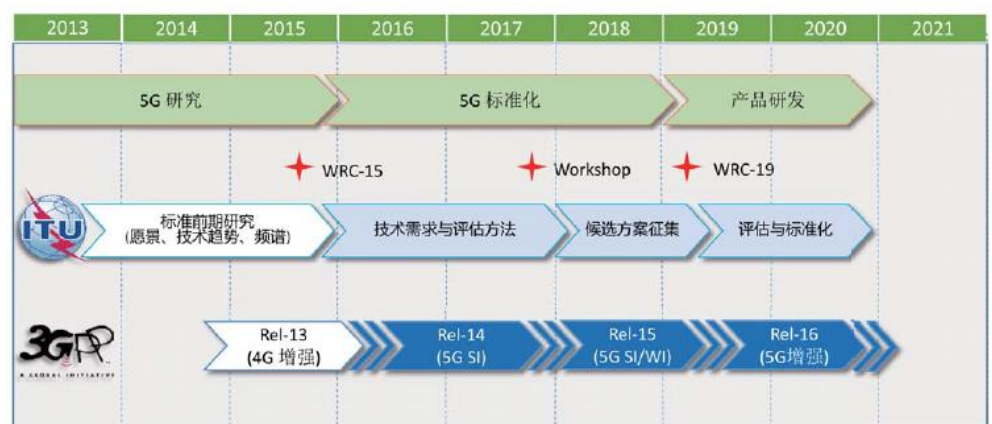 2013 2014 2015 2016 2017 2018 2019 2020 2021
5G 研究 5G 标准化 产品研发
WRC-15 Workshop WRC-19
ITU
标准前期研究
(愿景、技术趋势、频谱)
技术需求与评估方法 候选方案征集 评估与标准化
3GPP
A GLOBAL INITIATIVE
Rel-13
(4G 增强)
Rel-14
(5G SI)
Rel-15
(5G SI/WI)
Rel-16
(5G增强)